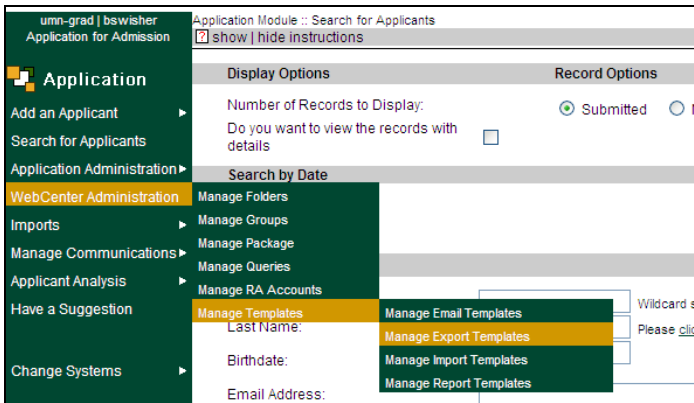 umn-grad | bswisher
Application for Admission
Application Module :: Search for Applicants
? show | hide instructions
Application
Add an Applicant
Search for Applicants
Application Administration
WebCenter Administration
Imports
Manage Communications
Applicant Analysis
Have a Suggestion
Change Systems
Display Options
Record Options
Number of Records to Display:
Submitted
Do you want to view the records with
details
Search by Date
Manage Folders
Manage Groups
Manage Package
Manage Queries
Manage RA Accounts
Manage Templates
Manage Email Templates
Manage Export Templates
Manage Import Templates
Manage Report Templates
Wildcard s
Last Name:
Please clic
Birthdate:
Email Address: